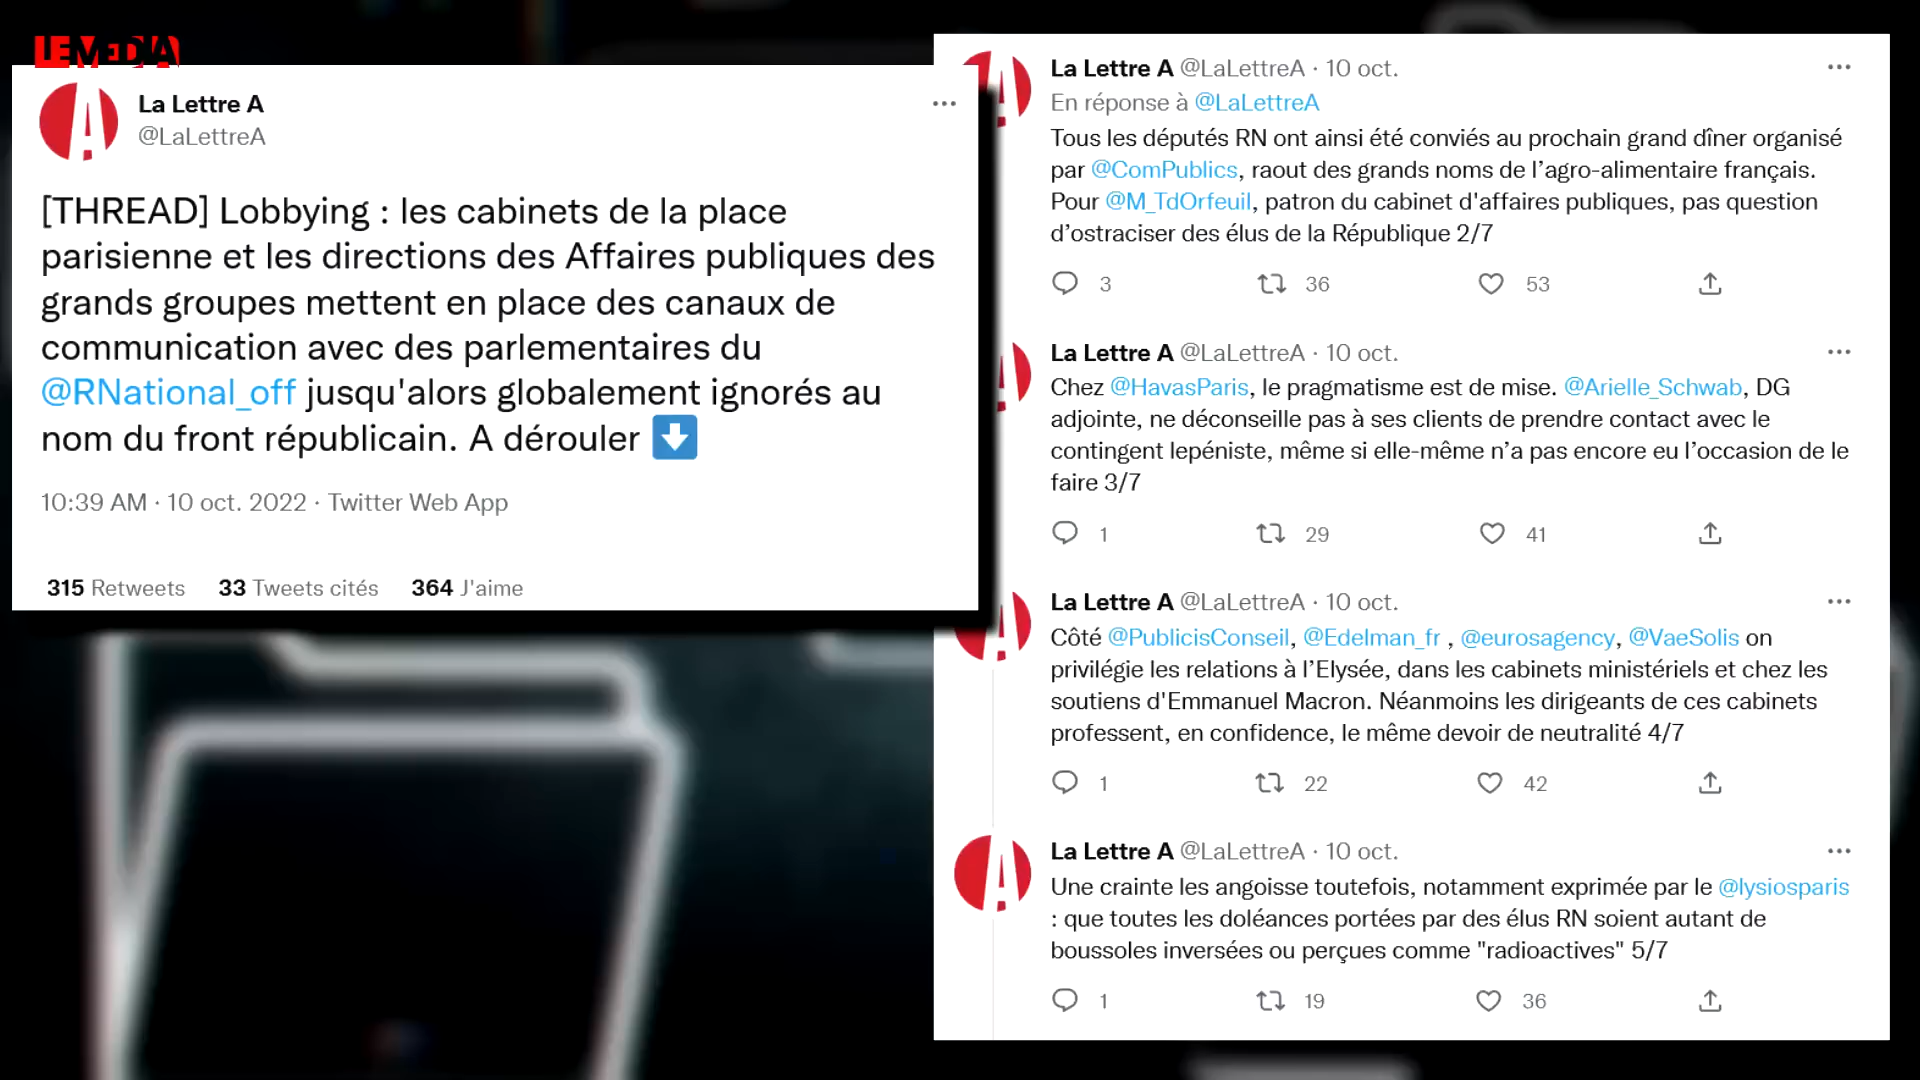 LEMEDIA
La Lettre A
@LaLettreA
[THREAD] Lobbying : les cabinets de la place
parisienne et les directions des Affaires publiques des
grands groupes mettent en place des canaux de
communication avec des parlementaires du
@RNational_off jusqu'alors globalement ignorés au
nom du front républicain. A dérouler ⬇️
10:39 AM · 10 oct. 2022 · Twitter Web App
315 Retweets 33 Tweets cités 364 J'aime
La Lettre A @LaLettreA · 10 oct.
En réponse à @LaLettreA
Tous les députés RN ont ainsi été conviés au prochain grand dîner organisé
par @ComPublics, raout des grands noms de l’agro-alimentaire français.
Pour @M_TdOrfeuil, patron du cabinet d'affaires publiques, pas question
d’ostraciser des élus de la République 2/7
3 36 53
La Lettre A @LaLettreA · 10 oct.
Chez @HavasParis, le pragmatisme est de mise. @Arielle_Schwab, DG
adjointe, ne déconseille pas à ses clients de prendre contact avec le
contingent lepéniste, même si elle-même n’a pas encore eu l’occasion de le
faire 3/7
1 29 41
La Lettre A @LaLettreA · 10 oct.
Côté @PublicisConseil, @Edelman_fr , @eurosagency, @VaeSolis on
privilégie les relations à l’Elysée, dans les cabinets ministériels et chez les
soutiens d'Emmanuel Macron. Néanmoins les dirigeants de ces cabinets
professent, en confidence, le même devoir de neutralité 4/7
1 22 42
La Lettre A @LaLettreA · 10 oct.
Une crainte les angoisse toutefois, notamment exprimée par le @lysiosparis
: que toutes les doléances portées par des élus RN soient autant de
boussoles inversées ou perçues comme "radioactives" 5/7
1 19 36